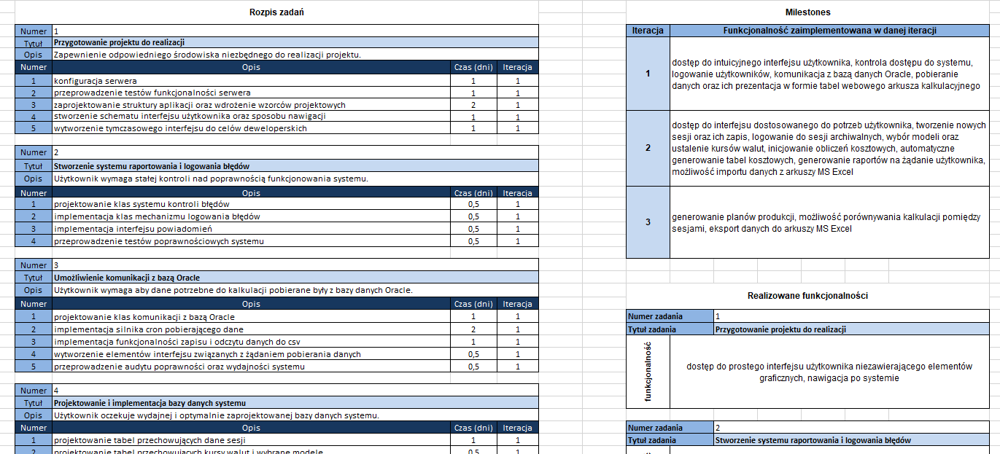 Rozpis zadań
Numer 1
Tytuł Przygotowanie projektu do realizacji
Opis Zapewnienie odpowiedniego środowiska niezbędnego do realizacji projektu.
Numer Opis Czas (dni) Iteracja
1 konfiguracja serwera 1 1
2 przeprowadzenie testów funkcjonalności serwera 1 1
3 zaprojektowanie struktury aplikacji oraz wdrożenie wzorców projektowych 2 1
4 stworzenie schematu interfejsu użytkownika oraz sposobu nawigacji 1 1
5 wytworzenie tymczasowego interfejsu do celów deweloperskich 1 1
Numer 2
Tytuł Stworzenie systemu raportowania i logowania błędów
Opis Użytkownik wymaga stałej kontroli nad poprawnością funkcjonowania systemu.
Numer Opis Czas (dni) Iteracja
1 projektowanie klas systemu kontroli błędów 0,5 1
2 implementacja klas mechanizmu logowania błędów 0,5 1
3 implementacja interfejsu powiadomień 0,5 1
4 przeprowadzenie testów poprawnościowych systemu 0,5 1
Numer 3
Tytuł Umożliwienie komunikacji z bazą Oracle
Opis Użytkownik wymaga aby dane potrzebne do kalkulacji pobierane były z bazy danych Oracle.
Numer Opis Czas (dni) Iteracja
1 projektowanie klas komunikacji z bazą Oracle 1 1
2 implementacja silnika cron pobierającego dane 2 1
3 implementacja funkcjonalności zapisu i odczytu danych do csv 1 1
4 wytworzenie elementów interfejsu związanych z żądaniem pobierania danych 0,5 1
5 przeprowadzenie audytu poprawności oraz wydajności systemu 0,5 1
Numer 4
Tytuł Projektowanie i implementacja bazy danych systemu
Opis Użytkownik oczekuje wydajnej i optymalnie zaprojektowanej bazy danych systemu.
Numer Opis Czas (dni) Iteracja
1 projektowanie tabel przechowujących dane sesji 1 1
2 projektowanie tabel przechowujących kursy walut i wybrane modele 0,5 1
Milestones
Iteracja Funkcjonalność zaimplementowana w danej iteracji
1
dostęp do intuicyjnego interfejsu użytkownika, kontrola dostępu do systemu,
logowanie użytkowników, komunikacja z bazą danych Oracle, pobieranie
danych oraz ich prezentacja w formie tabel webowego arkusza kalkulacyjnego
2
dostęp do interfejsu dostosowanego do potrzeb użytkownika, tworzenie nowych
sesji oraz ich zapis, logowanie do sesji archiwalnych, wybór modeli oraz
ustalenie kursów walut, inicjowanie obliczeń kosztowych, automatyczne
generowanie tabel kosztowych, generowanie raportów na żądanie użytkownika,
możliwość importu danych z arkuszy MS Excel
3
generowanie planów produkcji, możliwość porównywania kalkulacji pomiędzy
sesjami, eksport danych do arkuszy MS Excel
Realizowane funkcjonalności
Numer zadania 1
Tytuł zadania Przygotowanie projektu do realizacji
funkcjonalność
dostęp do prostego interfejsu użytkownika niezawierającego elementów
graficznych, nawigacja po systemie
Numer zadania 2
Tytuł zadania Stworzenie systemu raportowania i logowania błędów